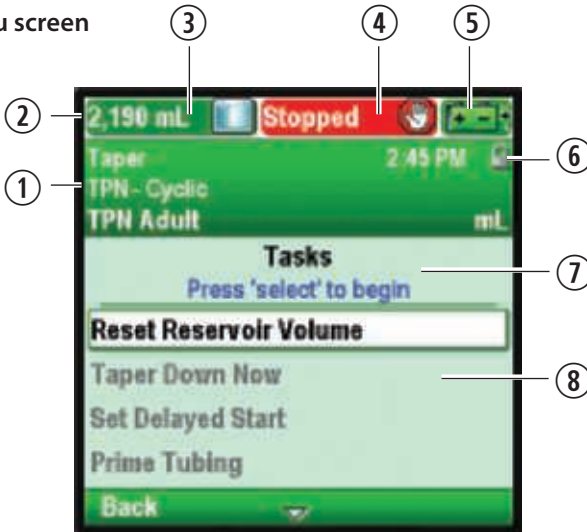 u screen
③ ④ ⑤
② 2,190 mL Stopped
Taper 2:45 PM ⑥
① TPN - Cyclic
TPN Adult mL
Tasks ⑦
Press 'select' to begin
Reset Reservoir Volume
Taper Down Now ⑧
Set Delayed Start
Prime Tubing
Back